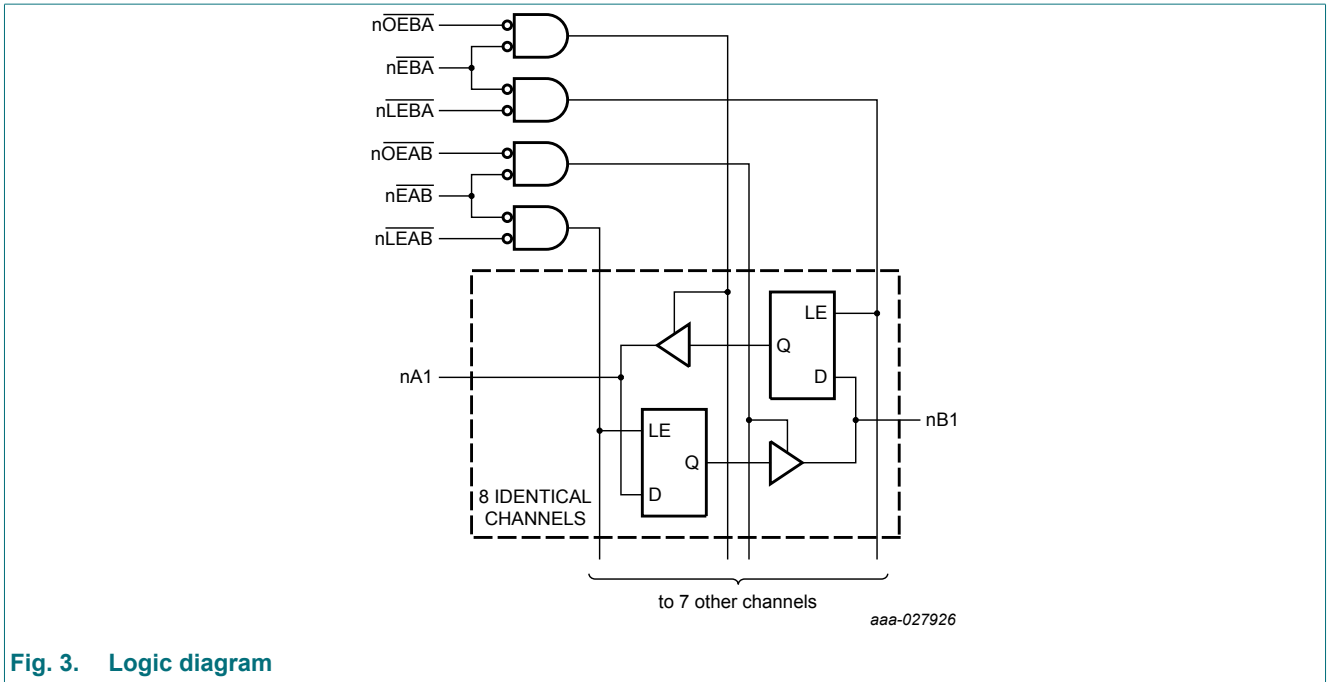 nOEBA
nEBA
nLEBA
nOEAB
nEAB
nLEAB
LE
Q
D
nA1
nB1
LE
Q
D
8 IDENTICAL
CHANNELS
to 7 other channels
aaa-027926
Fig. 3. Logic diagram